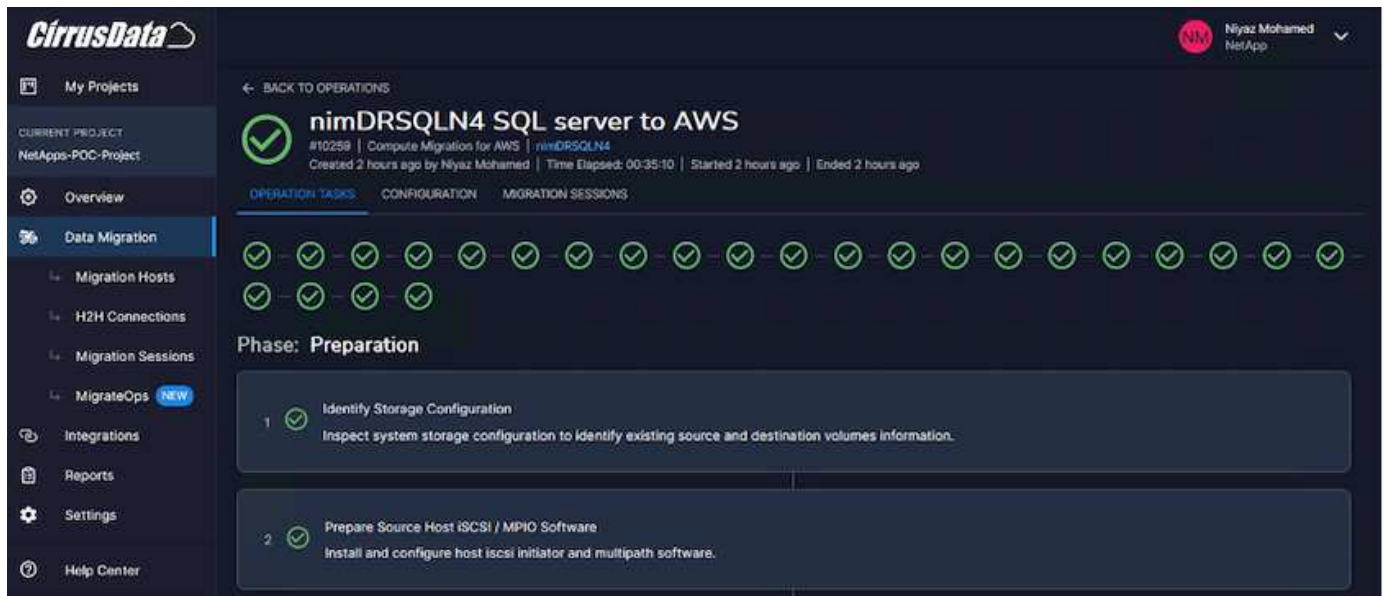 CirrusData
NM
Niyaz Mohamed
NetApp
My Projects
CURRENT PROJECT
NetApps-POC-Project
Overview
Data Migration
Migration Hosts
H2H Connections
Migration Sessions
MigrateOps NEW
Integrations
Reports
Settings
Help Center
← BACK TO OPERATIONS
nimDRSQLN4 SQL server to AWS
#10259 | Compute Migration for AWS | nimDRSQLN4
Created 2 hours ago by Niyaz Mohamed | Time Elapsed: 00:35:10 | Started 2 hours ago | Ended 2 hours ago
OPERATION TASKS CONFIGURATION MIGRATION SESSIONS
Phase: Preparation
1 Identify Storage Configuration
Inspect system storage configuration to identify existing source and destination volumes information.
2 Prepare Source Host iSCSI / MPIO Software
Install and configure host iscsi initiator and multipath software.